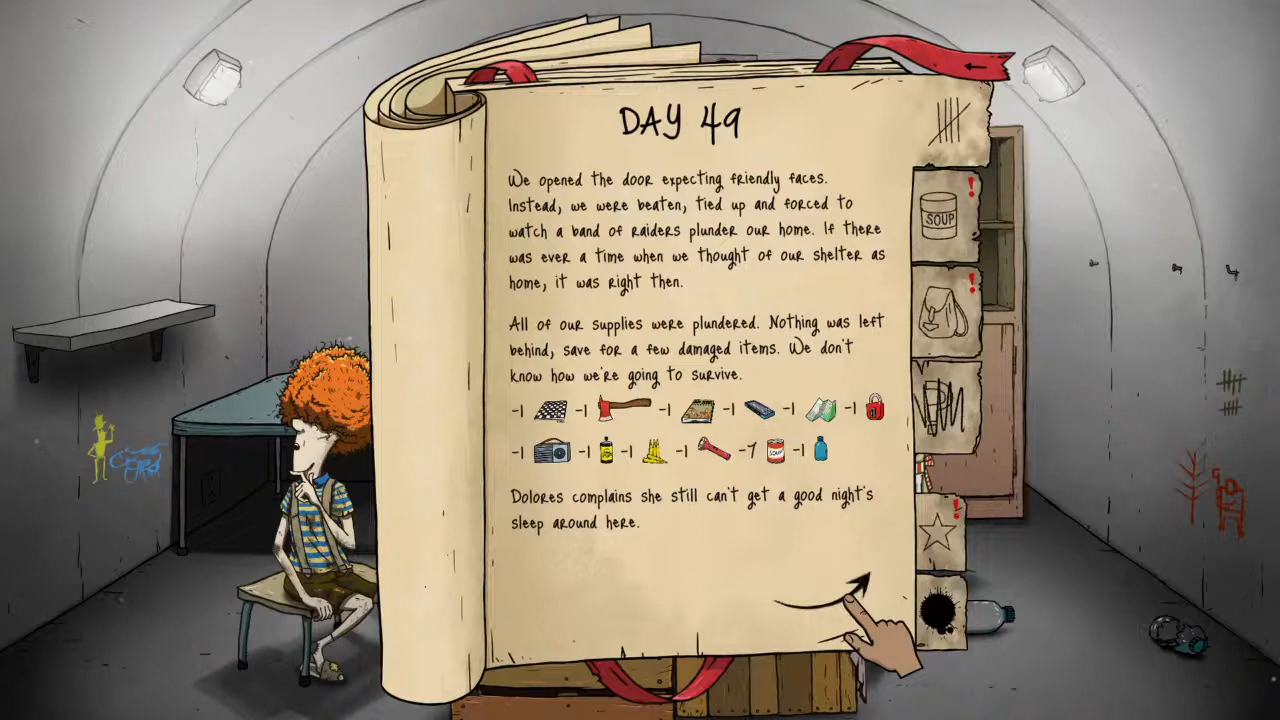 DAY 49
We opened the door expecting friendly faces.
Instead, we were beaten, tied up and forced to
watch a band of raiders plunder our home. If there
was ever a time when we thought of our shelter as
home, it was right then.
All of our supplies were plundered. Nothing was left
behind, save for a few damaged items. We don't
know how we're going to survive.
-1 -1 -1 -1 -1 -1
-1 -1 -1 -1 -7 SOUP -1
Dolores complains she still can't get a good night's
sleep around here.
!
SOUP
!
!